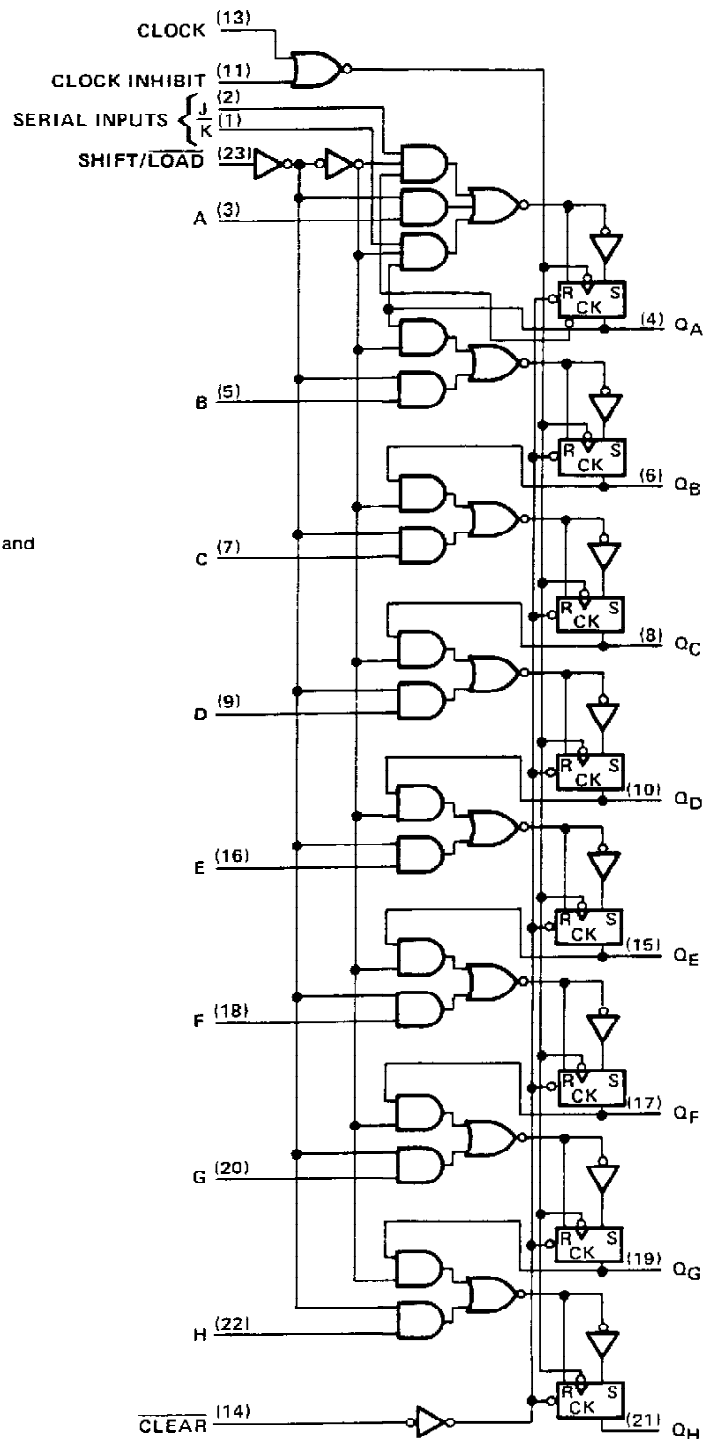 CLOCK (13)
CLOCK INHIBIT (11)
SERIAL INPUTS { J (2)
K̅ (1)
SHIFT/L̅O̅A̅D̅ (23)
A (3)
R CK S
(4) QA
B (5)
R CK S
(6) QB
and
C (7)
R CK S
(8) QC
D (9)
R CK S
(10) QD
E (16)
R CK S
(15) QE
F (18)
R CK S
(17) QF
G (20)
R CK S
(19) QG
H (22)
R CK S
C̅L̅E̅A̅R̅ (14)
(21) QH